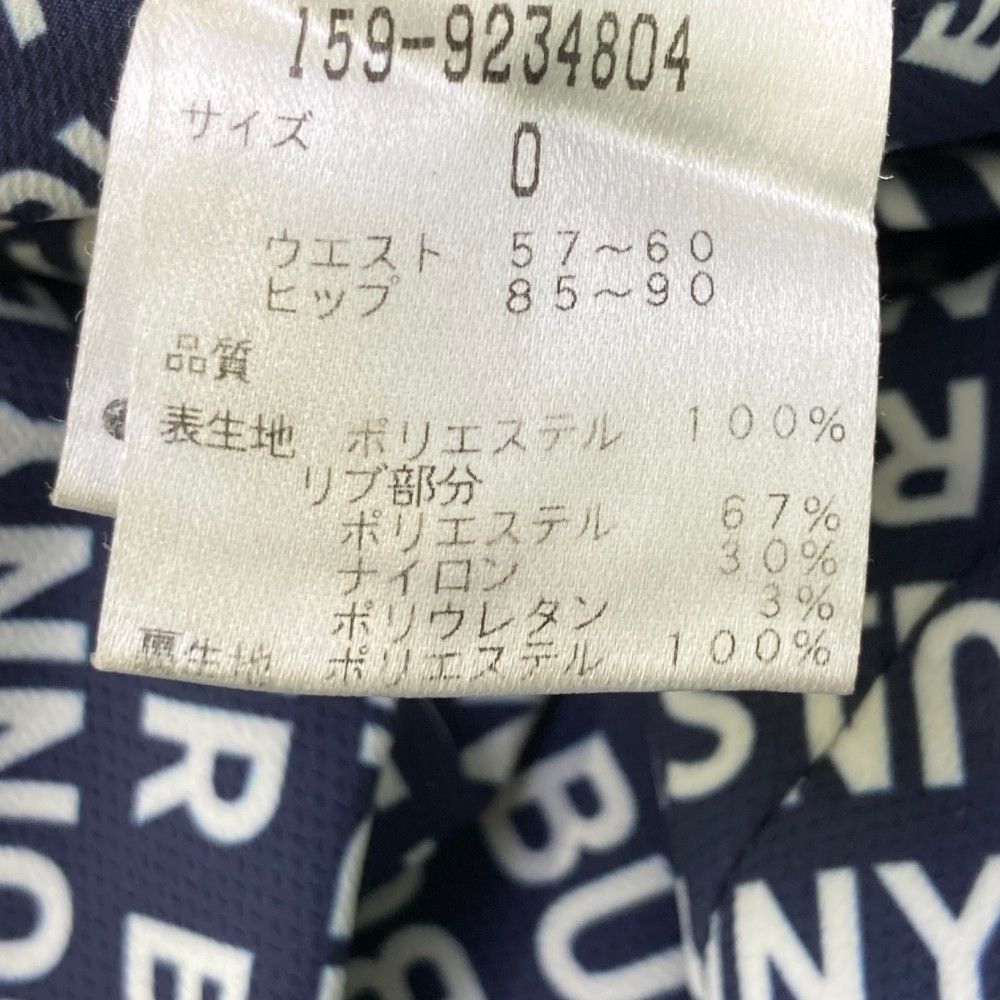 159-9234804
サイズ 0
ウエスト 57～60
ヒップ 85～90
品質
表生地 ポリエステル 100%
リブ部分
ポリエステル 67%
ナイロン 30%
ポリウレタン 3%
裏生地 ポリエステル 100%
R
E
BU
NY